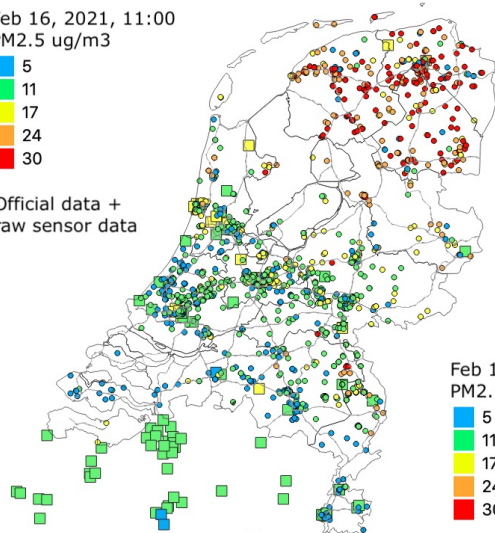 eb 16, 2021, 11:00
PM2.5 ug/m3
5
11
17
24
30
Official data +
raw sensor data
Feb 1
PM2.
5
11
17
24
30